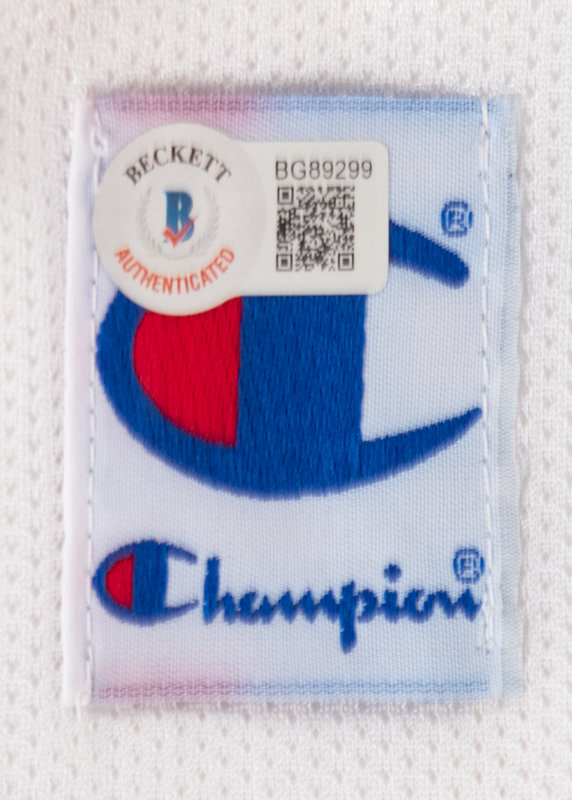 BECKETT
B
AUTHENTICATED
BG89299
®
Champion®